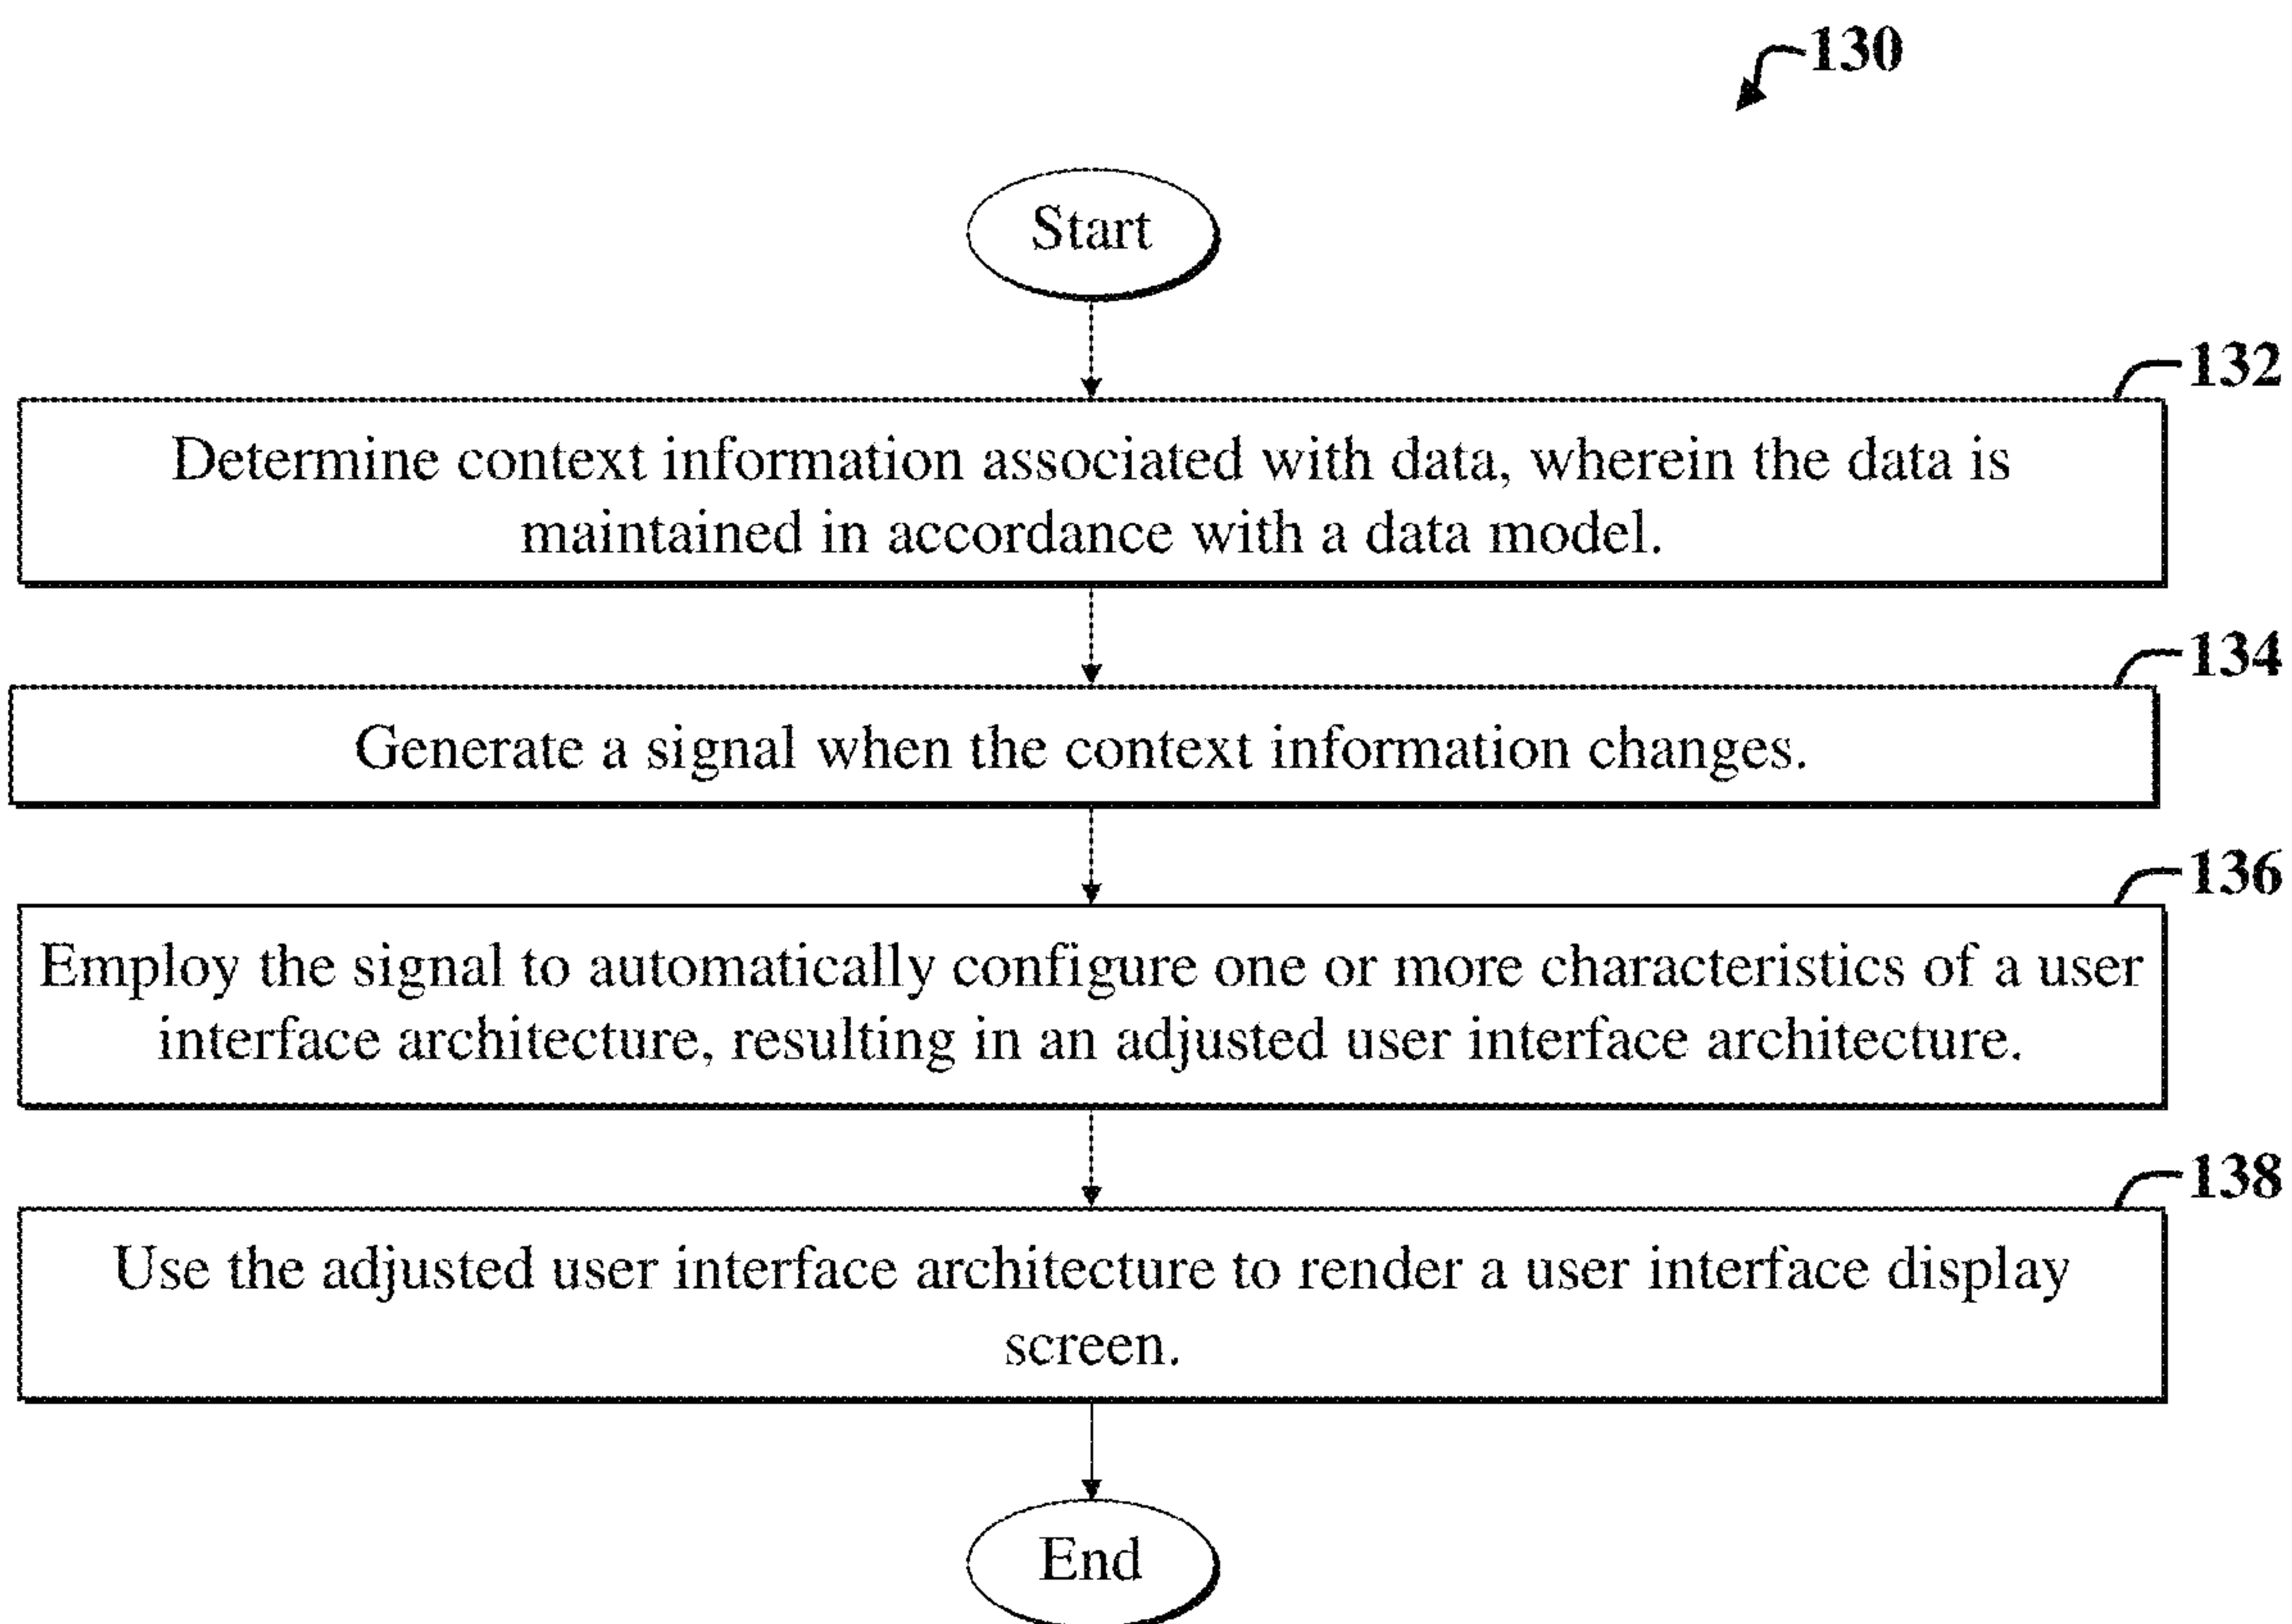 130
Start
132
Determine context information associated with data, wherein the data is
maintained in accordance with a data model.
134
Generate a signal when the context information changes.
136
Employ the signal to automatically configure one or more characteristics of a user
interface architecture, resulting in an adjusted user interface architecture.
138
Use the adjusted user interface architecture to render a user interface display
screen.
End